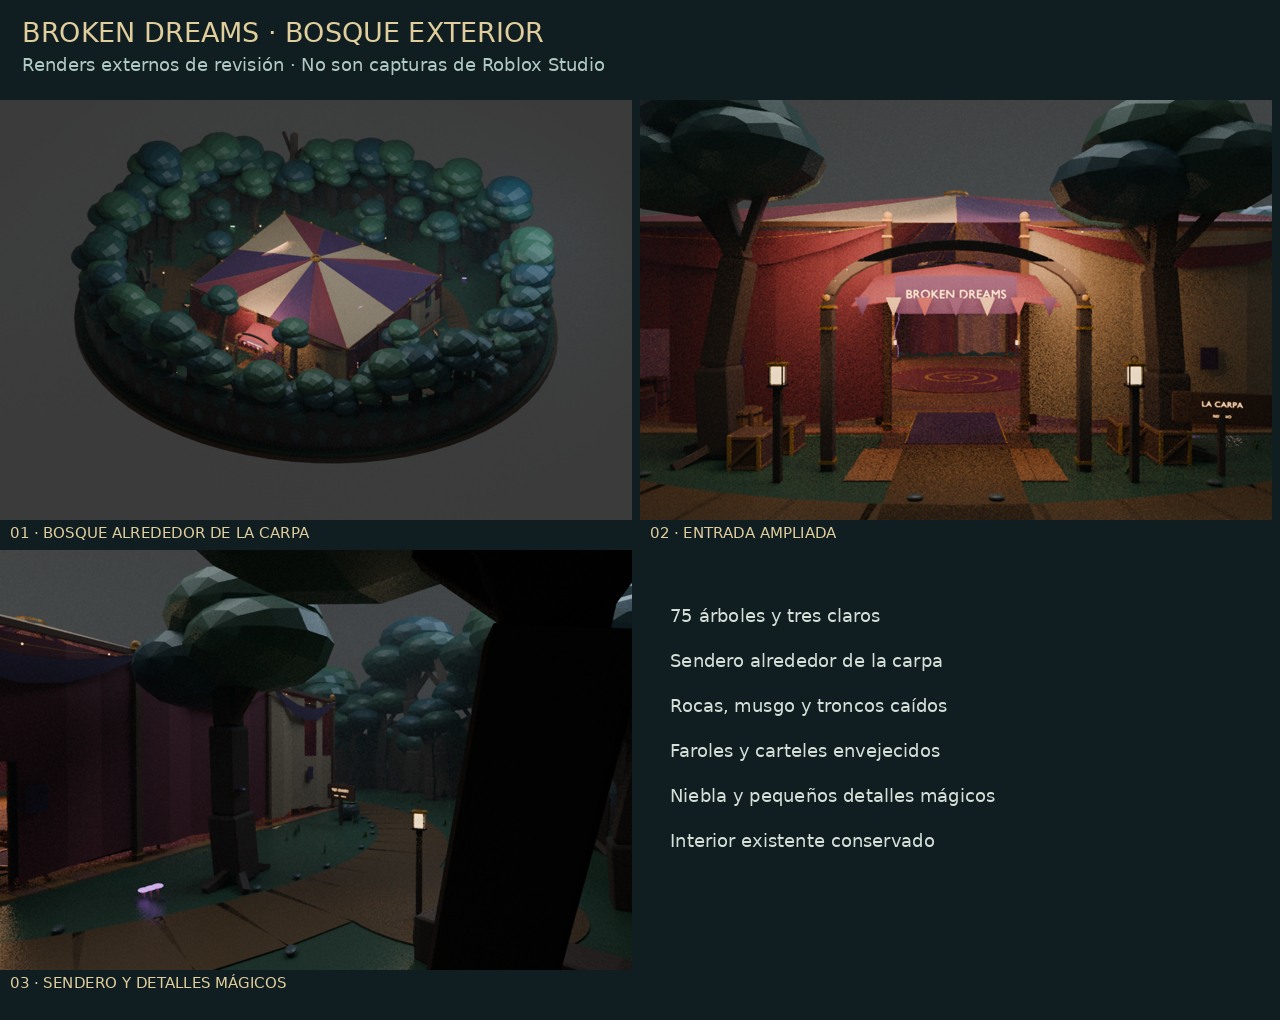 BROKEN DREAMS · BOSQUE EXTERIOR
Renders externos de revisión · No son capturas de Roblox Studio
BROKEN DREAMS
LA CARPA
01 · BOSQUE ALREDEDOR DE LA CARPA
02 · ENTRADA AMPLIADA
75 árboles y tres claros
Sendero alrededor de la carpa
Rocas, musgo y troncos caídos
Faroles y carteles envejecidos
Niebla y pequeños detalles mágicos
Interior existente conservado
03 · SENDERO Y DETALLES MÁGICOS